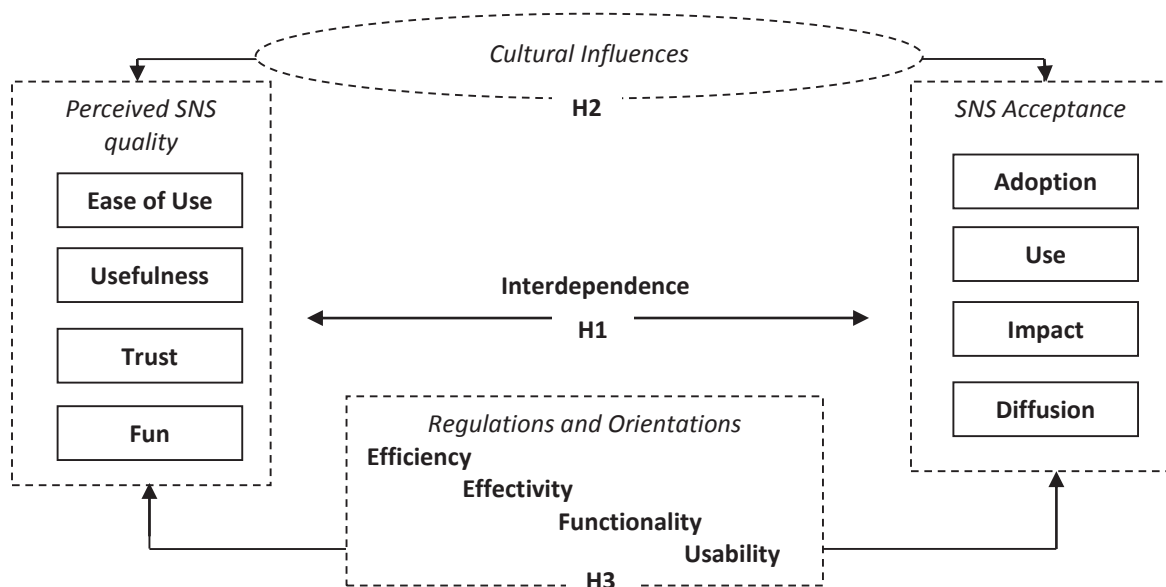 Cultural Influences
H2
Perceived SNS
quality
Ease of Use
Usefulness
Trust
Fun
Interdependence
H1
Regulations and Orientations
Efficiency
Effectivity
Functionality
Usability
H3
SNS Acceptance
Adoption
Use
Impact
Diffusion